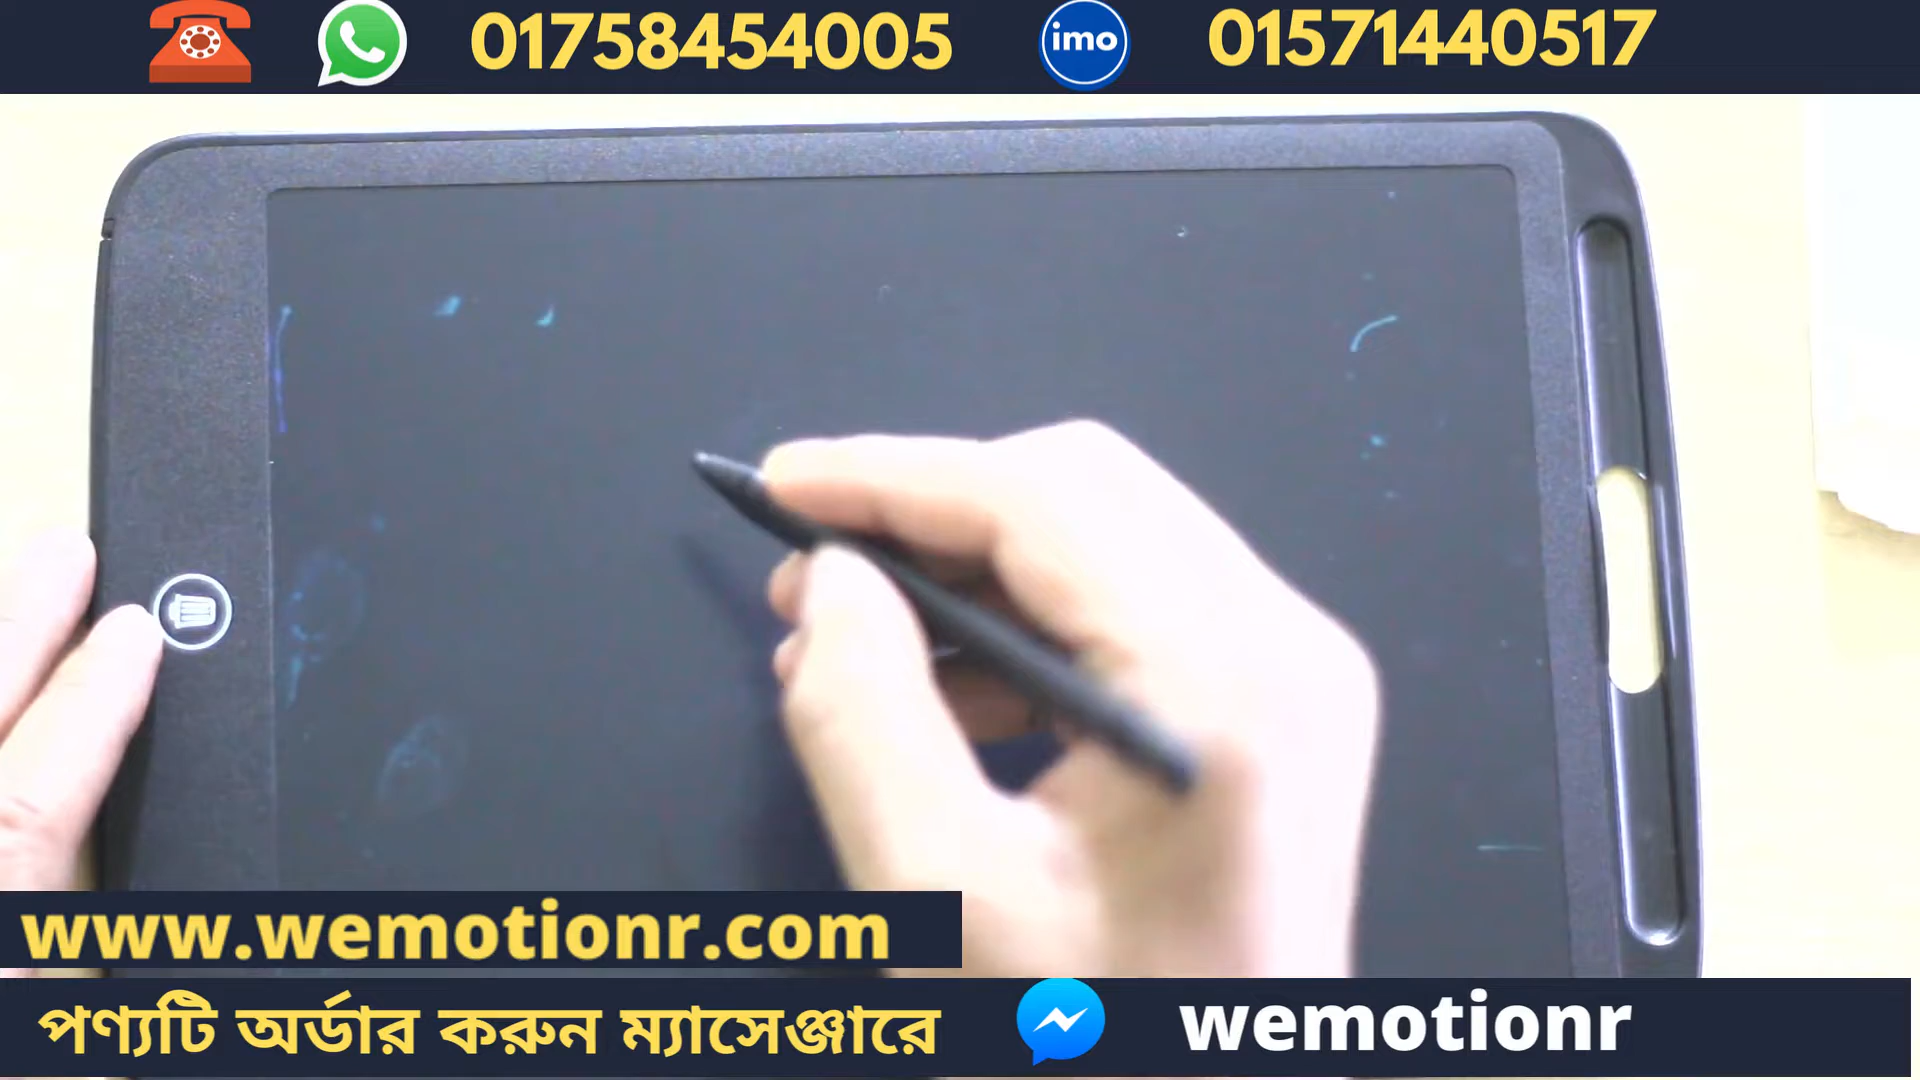 01758454005 imo 01571440517
www.wemotionr.com
পণ্যটি অর্ডার করুন ম্যাসেঞ্জারে wemotionr